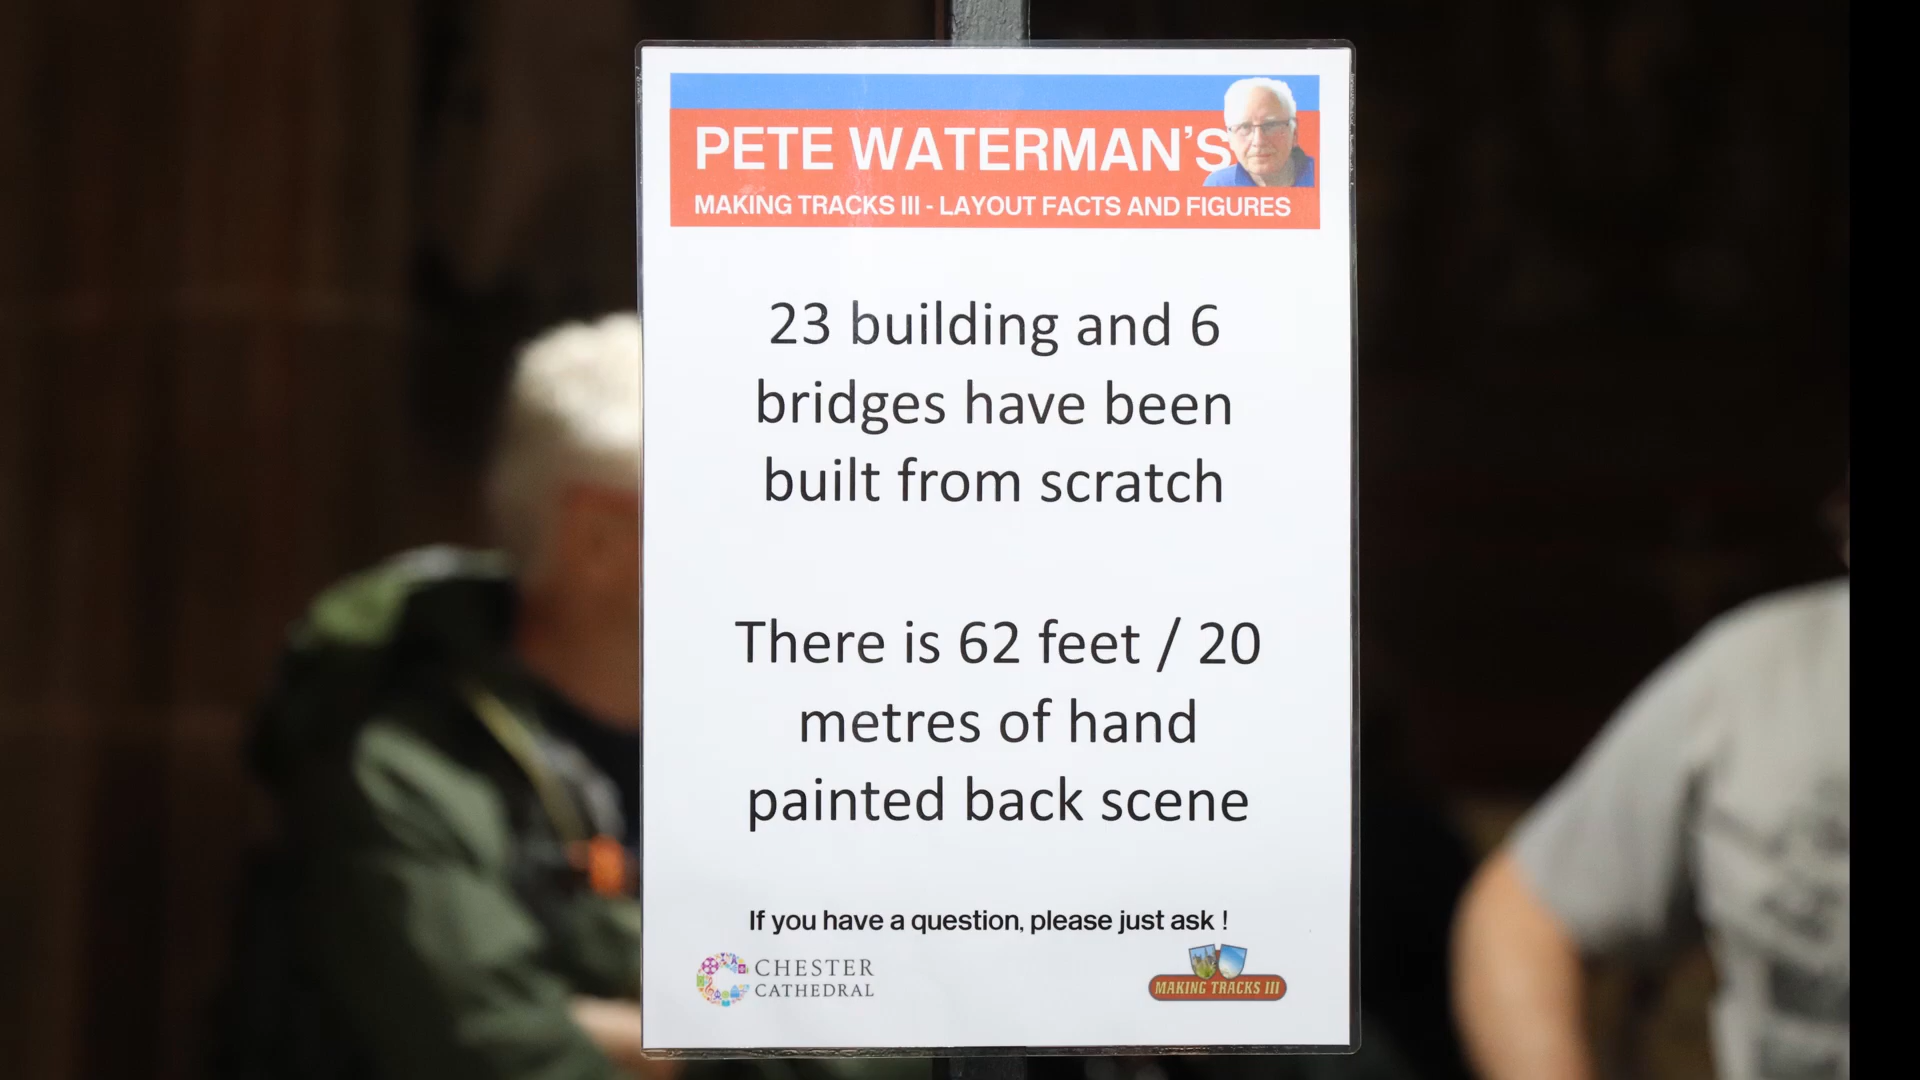 PETE WATERMAN'S
MAKING TRACKS III - LAYOUT FACTS AND FIGURES
23 building and 6
bridges have been
built from scratch
There is 62 feet / 20
metres of hand
painted back scene
If you have a question, please just ask !
CHESTER
CATHEDRAL
MAKING TRACKS III